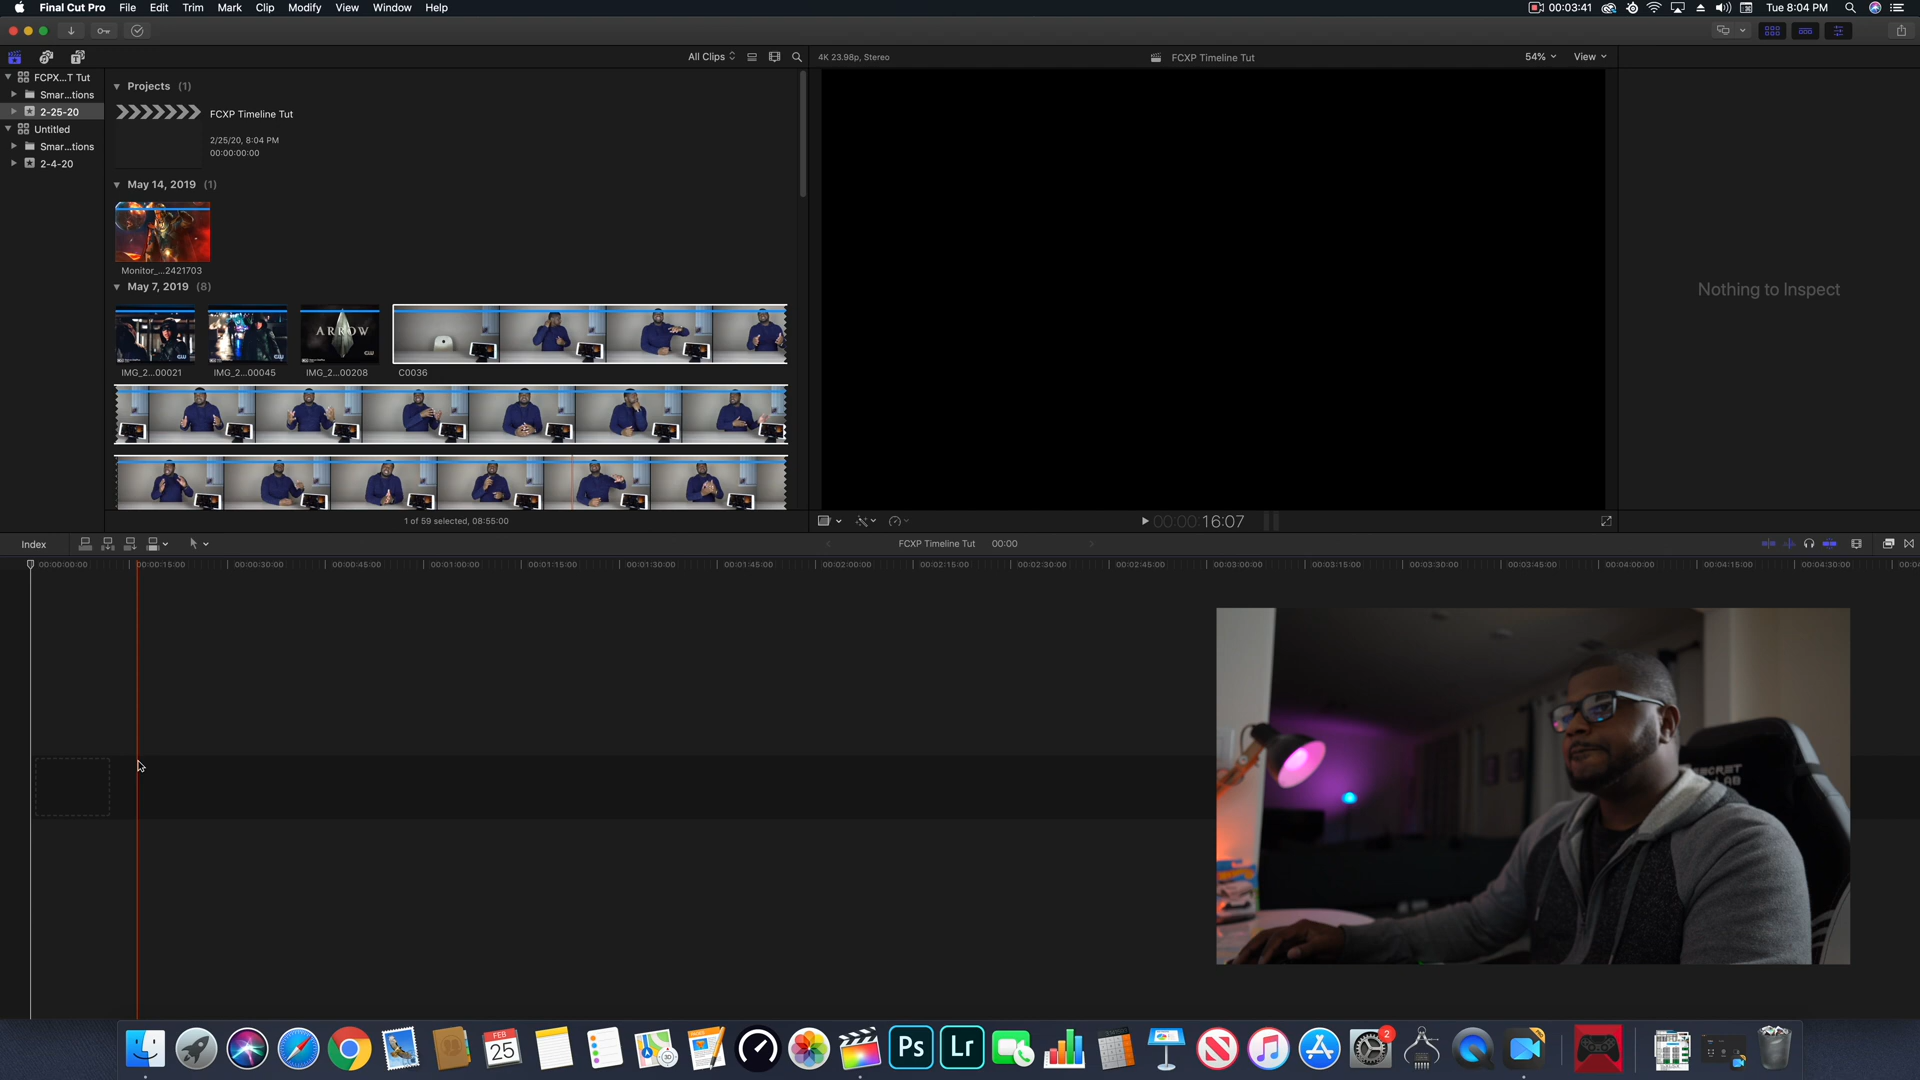 Final Cut Pro File Edit Trim Mark Clip Modify View Window Help
00:03:41 Tue 8:04 PM
All Clips
4K 23.98p, Stereo
FCXP Timeline Tut
54% View
FCPX...T Tut
Smar...tions
2-25-20
Untitled
Smar...tions
2-4-20
Projects (1)
FCXP Timeline Tut
2/25/20, 8:04 PM
00:00:00:00
May 14, 2019 (1)
Monitor_...2421703
May 7, 2019 (8)
ARROW
IMG_2...00021 IMG_2...00045 IMG_2...00208 C0036
1 of 59 selected, 08:55:00
Nothing to Inspect
00:00:16:07
Index
FCXP Timeline Tut 00:00
00:00:00:00 00:00:15:00 00:00:30:00 00:00:45:00 00:01:00:00 00:01:15:00 00:01:30:00 00:01:45:00 00:02:00:00 00:02:15:00 00:02:30:00 00:02:45:00 00:03:00:00 00:03:15:00 00:03:30:00 00:03:45:00 00:04:00:00 00:04:15:00 00:04:30:00
FEB
25
PAGES
3D
Ps
Lr
2